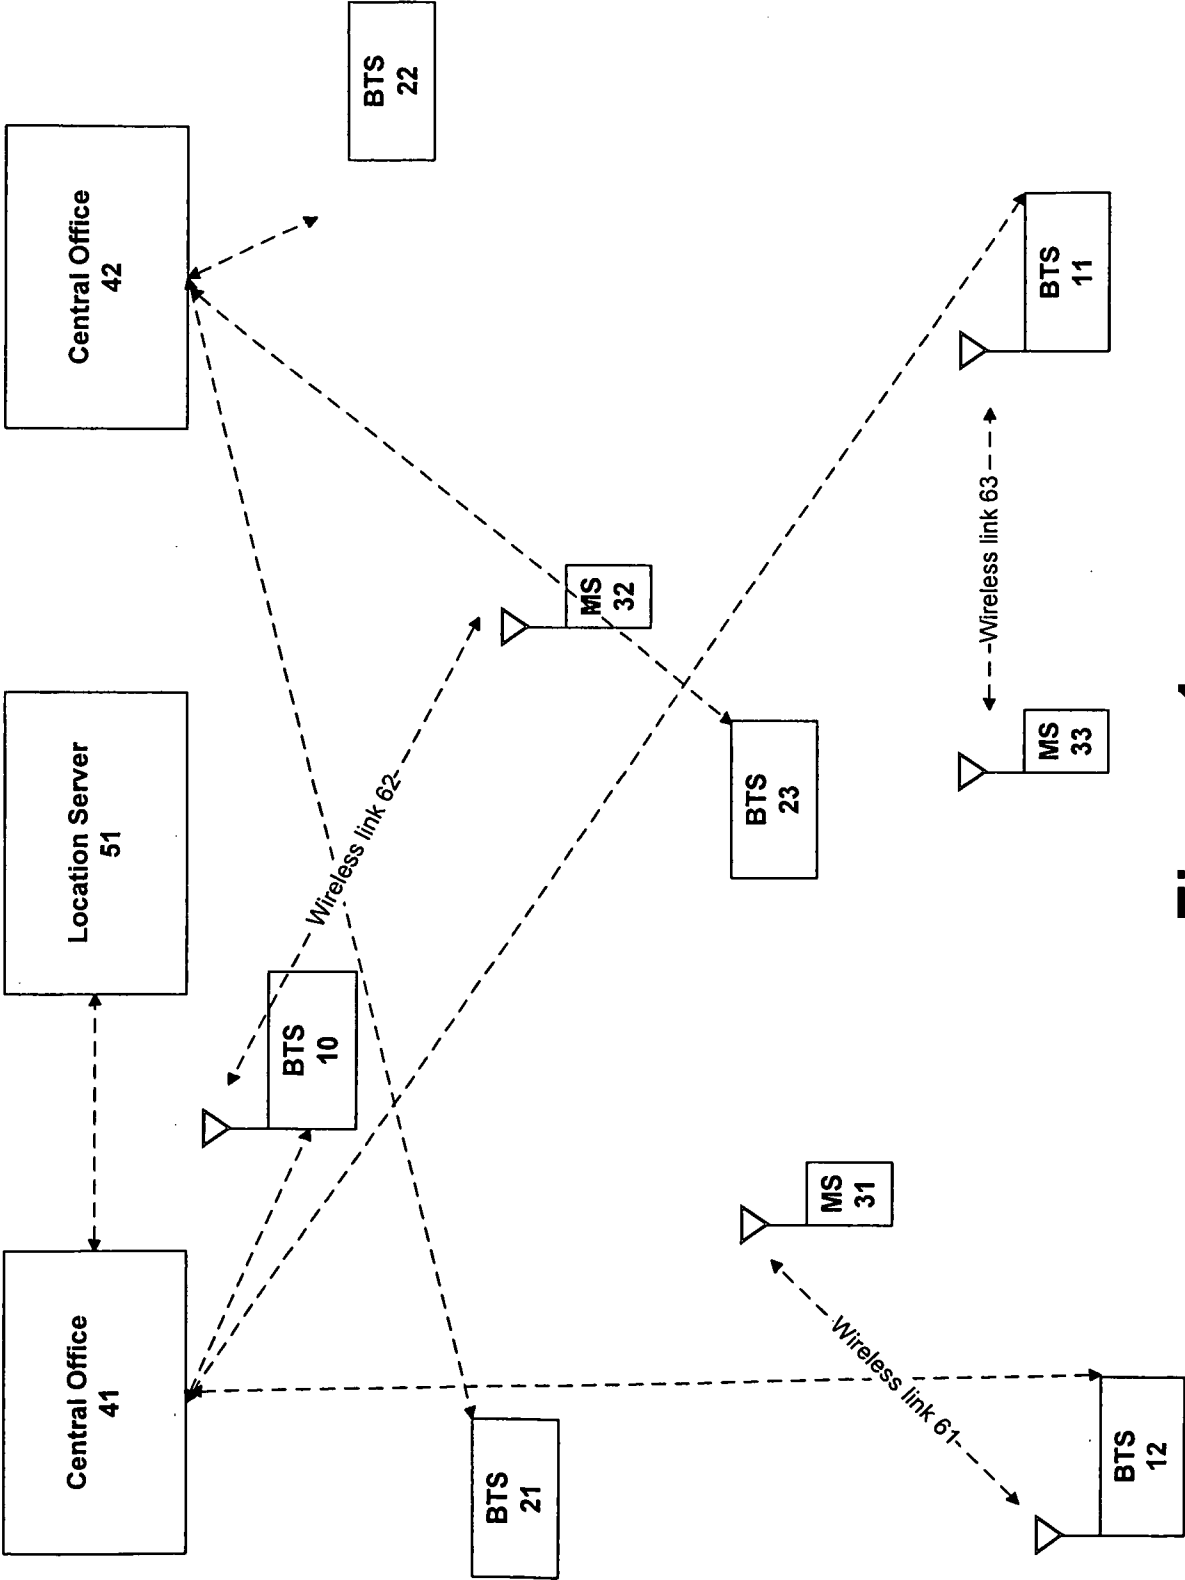 Central Office
41
Location Server
51
Central Office
42
BTS
10
BTS
22
Wireless link 62
MS
32
BTS
21
BTS
23
MS
31
Wireless link 61
MS
33
Wireless link 63
BTS
11
BTS
12